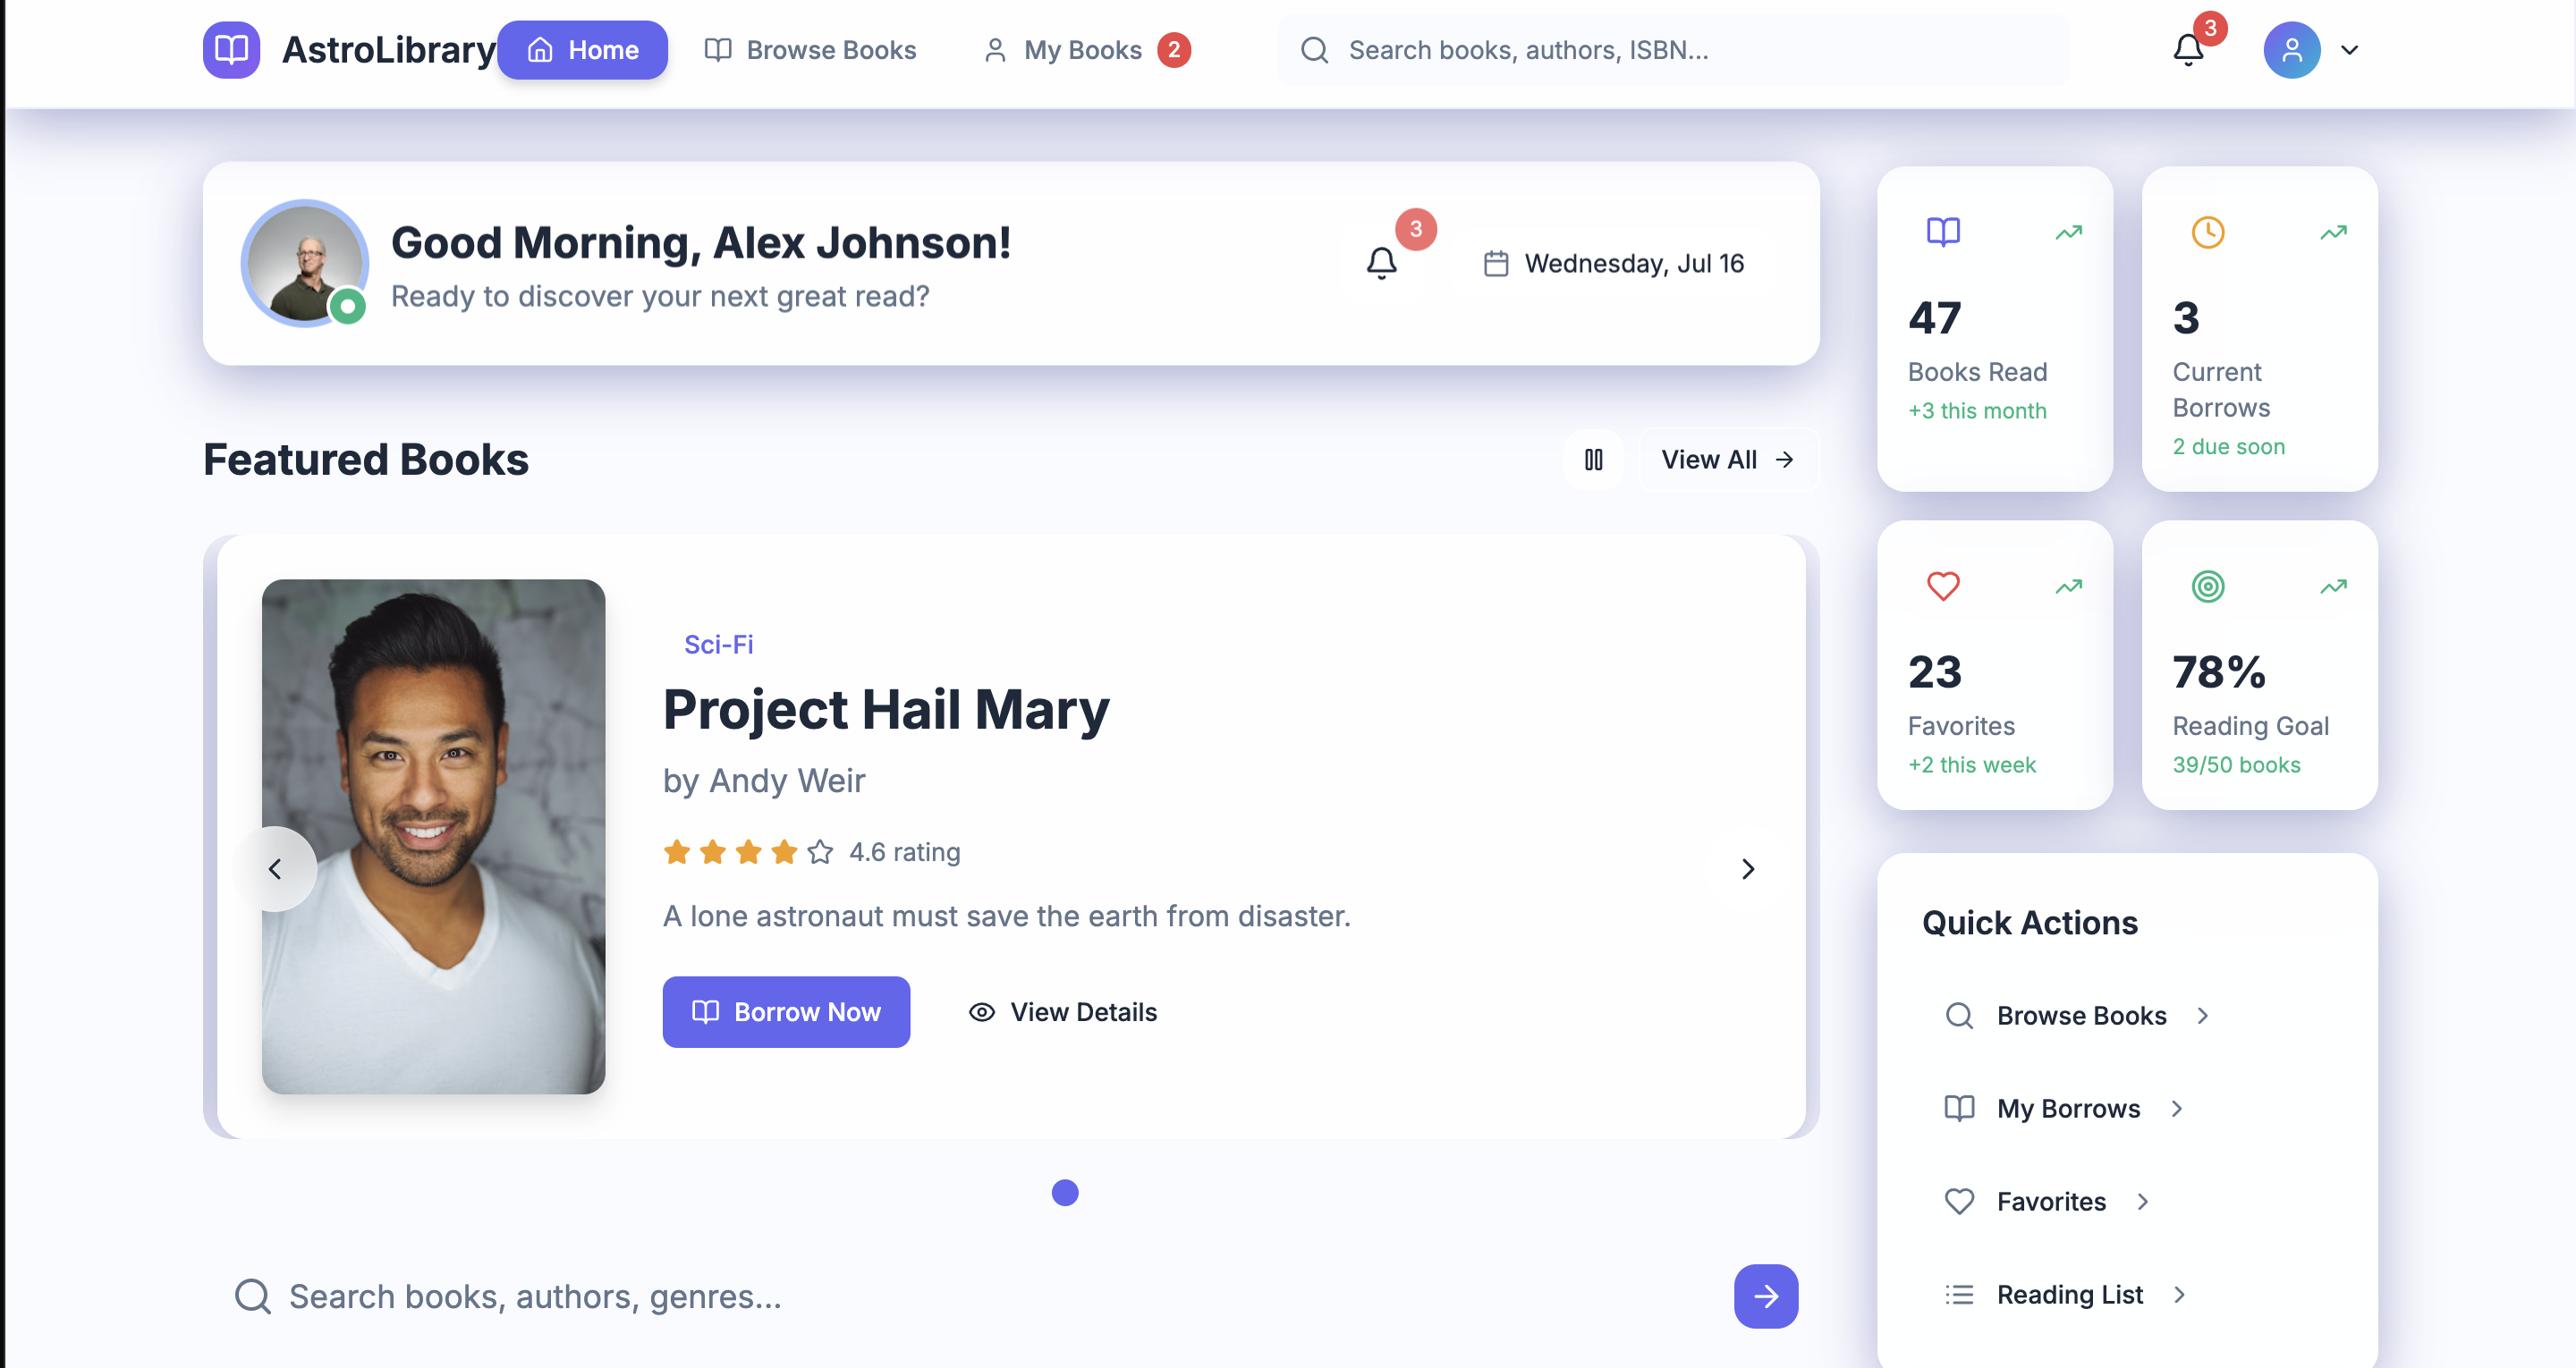 AstroLibrary
Home
Browse Books
My Books 2
Search books, authors, ISBN...
3
Good Morning, Alex Johnson!
Ready to discover your next great read?
3
Wednesday, Jul 16
Featured Books
View All
Sci-Fi
Project Hail Mary
by Andy Weir
4.6 rating
A lone astronaut must save the earth from disaster.
Borrow Now
View Details
Search books, authors, genres...
47
Books Read
+3 this month
3
Current
Borrows
2 due soon
23
Favorites
+2 this week
78%
Reading Goal
39/50 books
Quick Actions
Browse Books
My Borrows
Favorites
Reading List